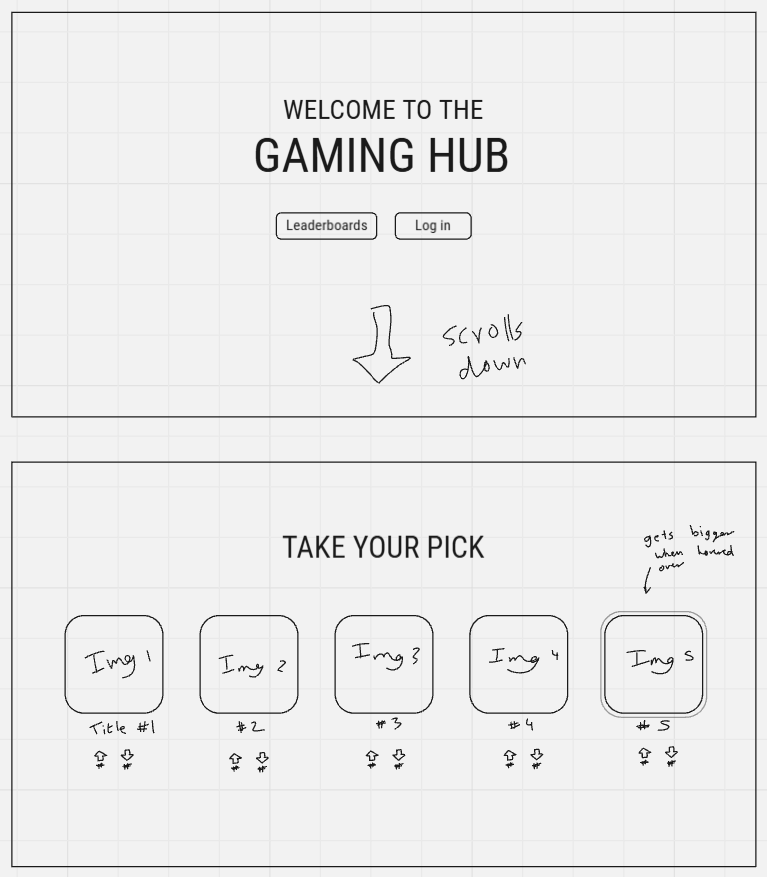 WELCOME TO THE
GAMING HUB
Leaderboards
Log in
scrolls
down
TAKE YOUR PICK
gets bigger
when hovered
over
Img 1
Img 2
Img 3
Img 4
Img 5
Title #1
#2
#3
#4
#5
# #
# #
# #
# #
# #